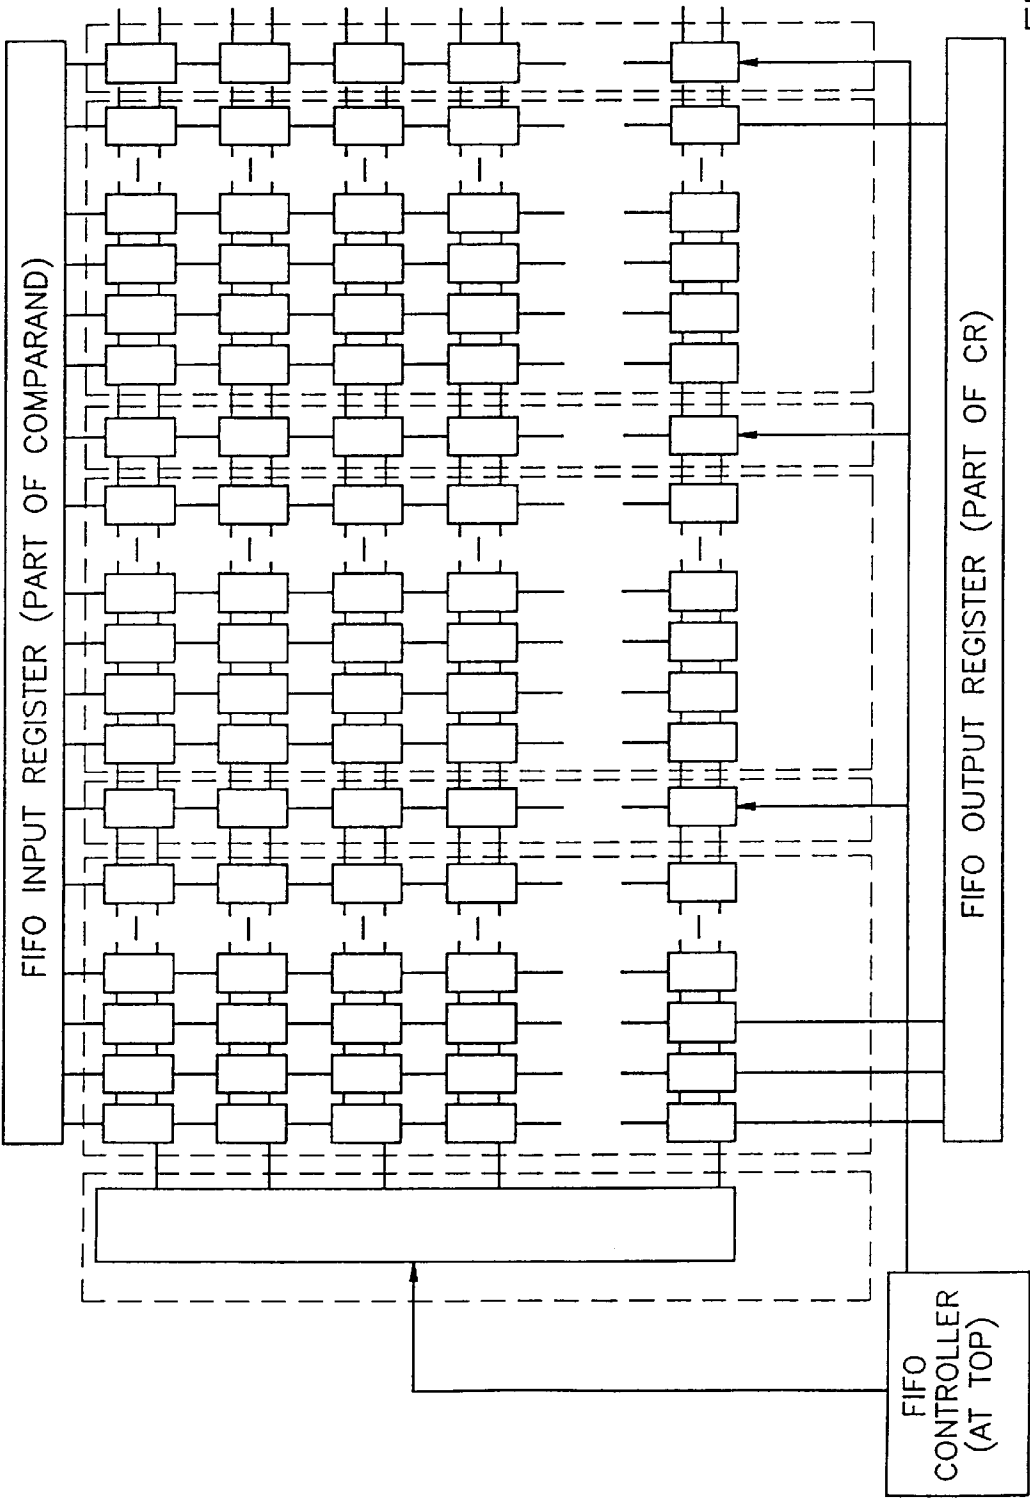 FIFO INPUT REGISTER (PART OF COMPARAND)
FIFO OUTPUT REGISTER (PART OF CR)
FIFO
CONTROLLER
(AT TOP)